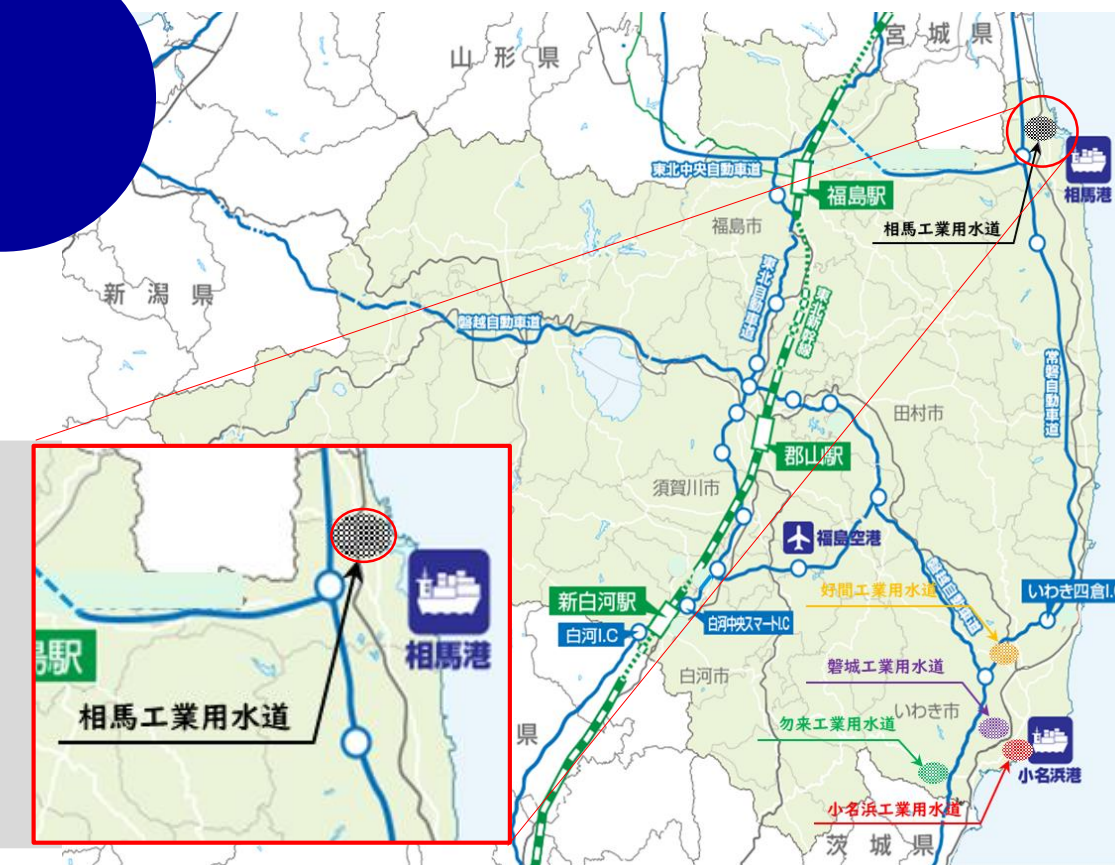 宮城県
山形県
東北中央自動車道
福島駅
相馬港
福島市
相馬工業用水道
新潟県
東北自動車道
東北新幹線
磐越自動車道
常磐自動車道
田村市
郡山駅
須賀川市
福島空港
新白河駅
白河I.C
白河中央スマートI.C
好間工業用水道
磐越自動車道
いわき四倉I.C
白河市
磐城工業用水道
いわき市
勿来工業用水道
小名浜港
小名浜工業用水道
県
茨城県
島駅
相馬港
相馬工業用水道